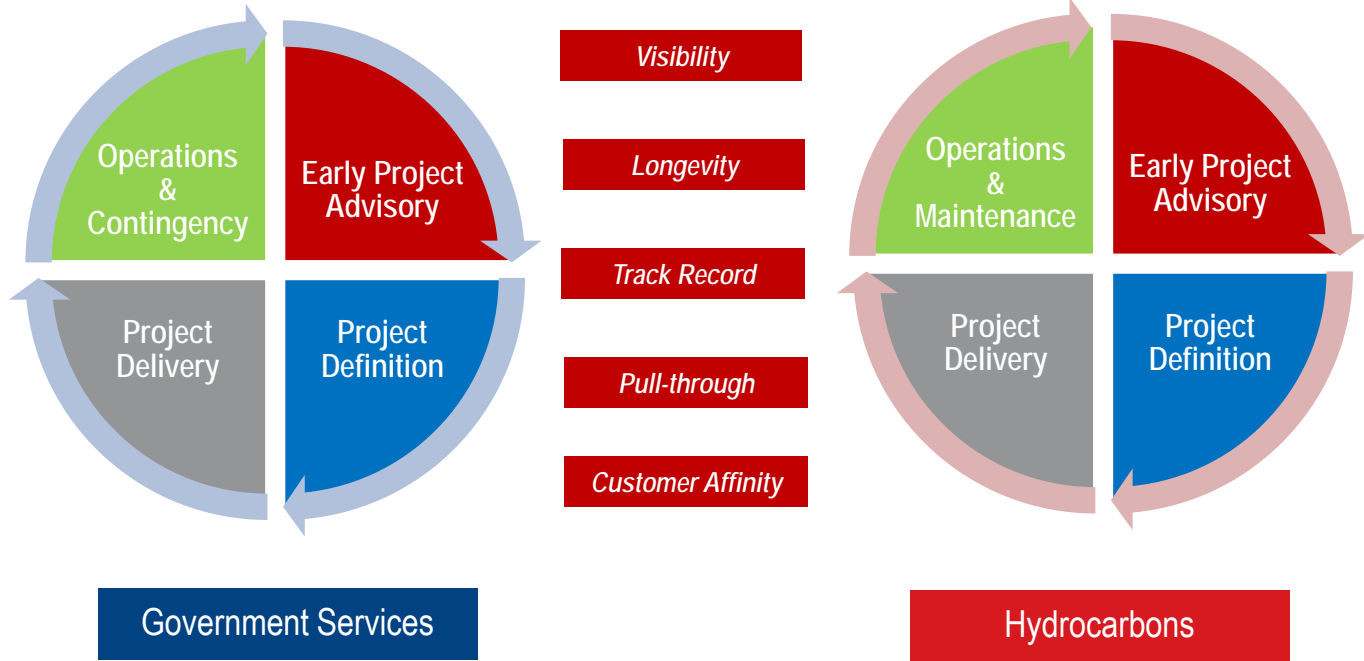 Operations
&
Contingency
Early Project
Advisory
Project
Delivery
Project
Definition
Government Services
Visibility
Longevity
Track Record
Pull-through
Customer Affinity
Operations
&
Maintenance
Early Project
Advisory
Project
Delivery
Project
Definition
Hydrocarbons